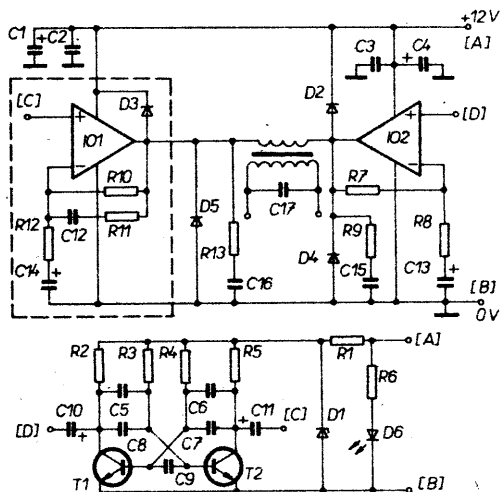 C1 + C2
C3 + C4
+12V
[A]
[C]
+
-
IO1
D3
D2
+
-
IO2
[D]
R10
R11
R12
C12
C14 +
D5
R13
C16
C17
R7
R9
R8
D4
C15
C13 +
[B]
0V
R2
R3
R4
R5
R1
[A]
R6
[D]
C10
+
C5
C6
+
C11
[C]
C8
C7
C9
D1
D6
T1
T2
[B]